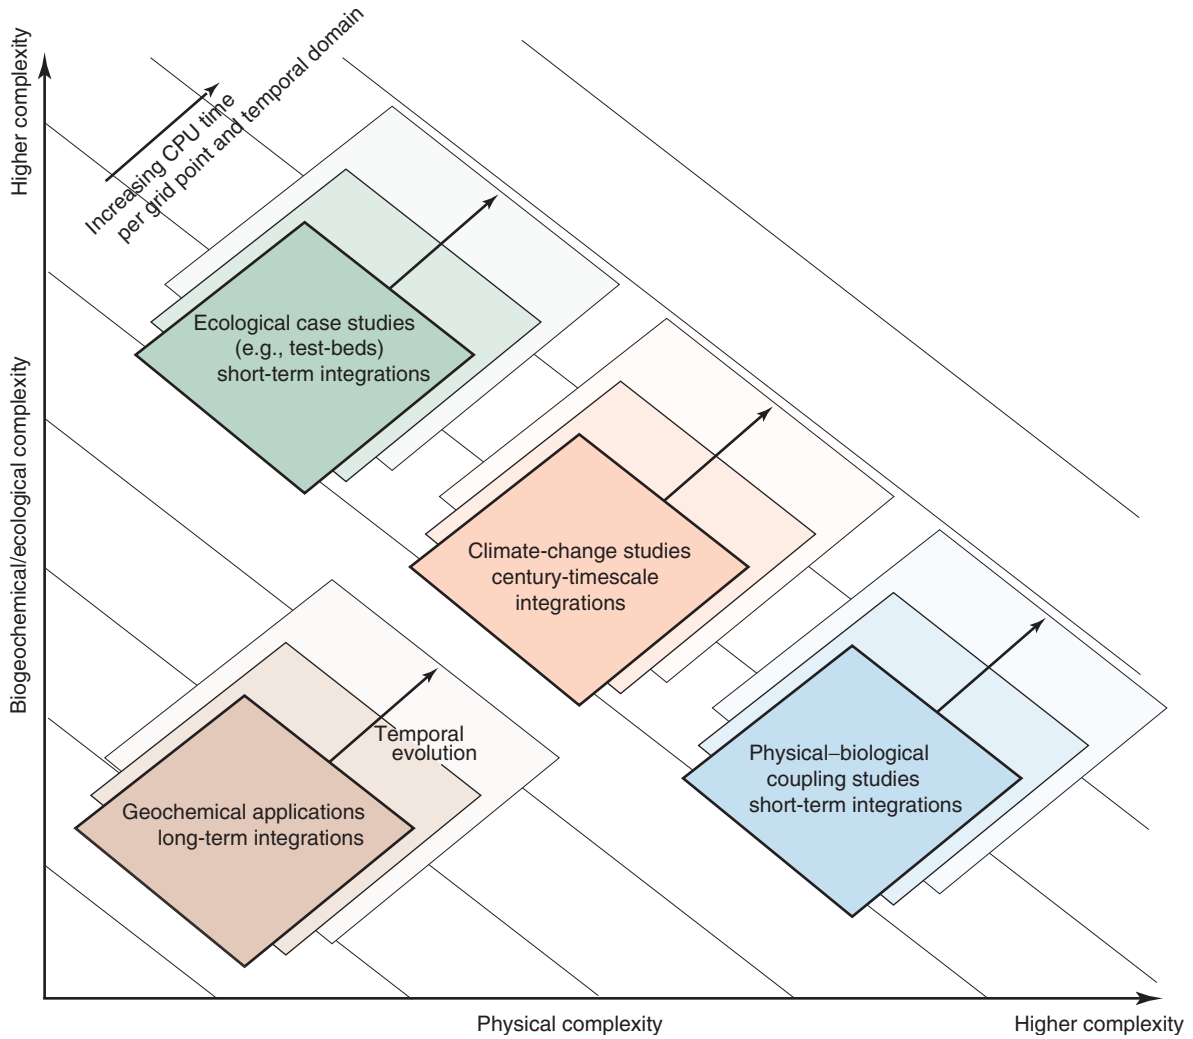 Higher complexity
Increasing CPU time
per grid point and temporal domain
Ecological case studies
(e.g., test-beds)
short-term integrations
Biogeochemical/ecological complexity
Climate-change studies
century-timescale
integrations
Temporal
evolution
Physical–biological
coupling studies
short-term integrations
Geochemical applications
long-term integrations
Physical complexity
Higher complexity